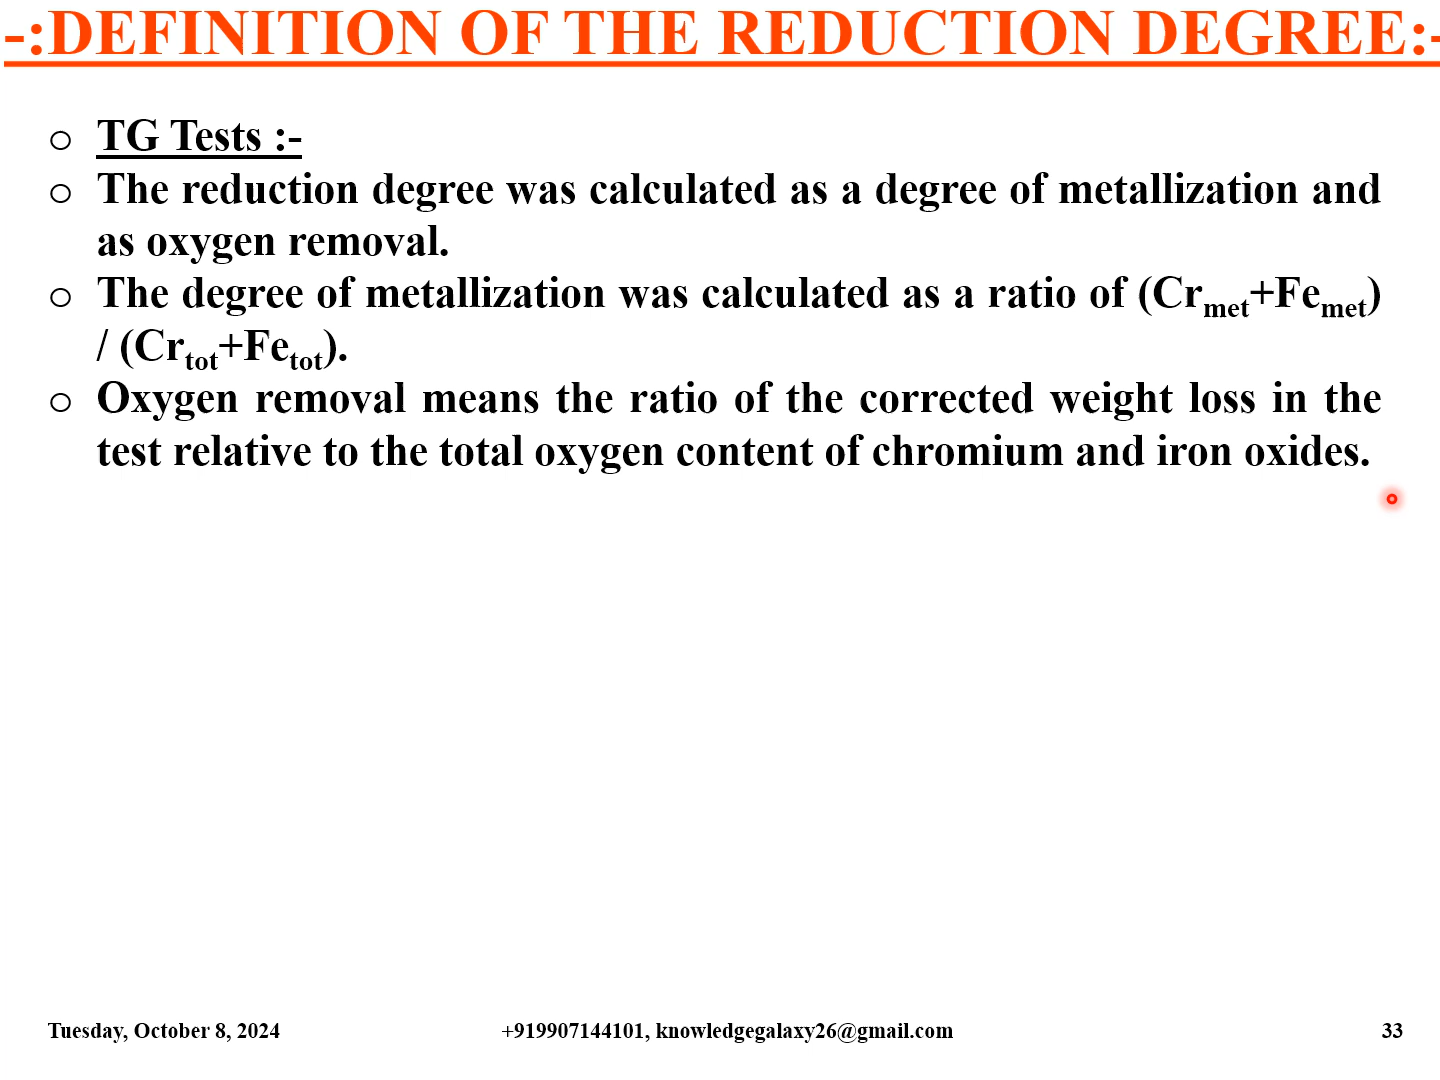 -:DEFINITION OF THE REDUCTION DEGREE:-
o TG Tests :-
o The reduction degree was calculated as a degree of metallization and
as oxygen removal.
o The degree of metallization was calculated as a ratio of (Crmet+Femet)
/ (Crtot+Fetot).
o Oxygen removal means the ratio of the corrected weight loss in the
test relative to the total oxygen content of chromium and iron oxides.
Tuesday, October 8, 2024 +919907144101, knowledgegalaxy26@gmail.com 33